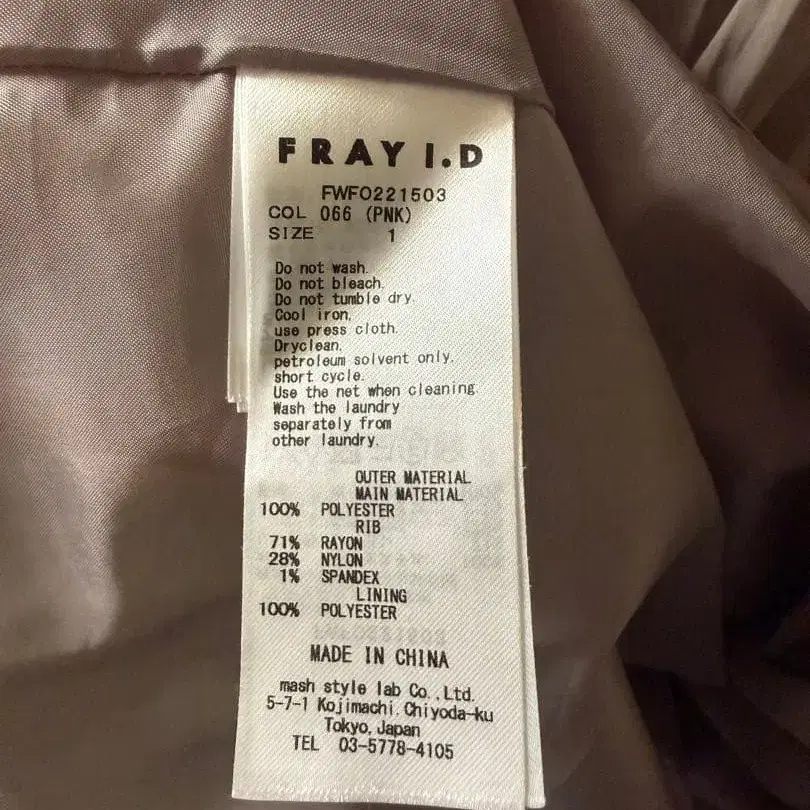 FRAY I.D
FWFO221503
COL 066 (PNK)
SIZE 1
Do not wash.
Do not bleach.
Do not tumble dry.
Cool iron,
use press cloth.
Dryclean,
petroleum solvent only,
short cycle.
Use the net when cleaning.
Wash the laundry
separately from
other laundry.
OUTER MATERIAL
MAIN MATERIAL
100% POLYESTER
RIB
71% RAYON
28% NYLON
1% SPANDEX
LINING
100% POLYESTER
MADE IN CHINA
mash style lab Co.,Ltd.
5-7-1 Kojimachi,Chiyoda-ku
Tokyo,Japan
TEL 03-5778-4105